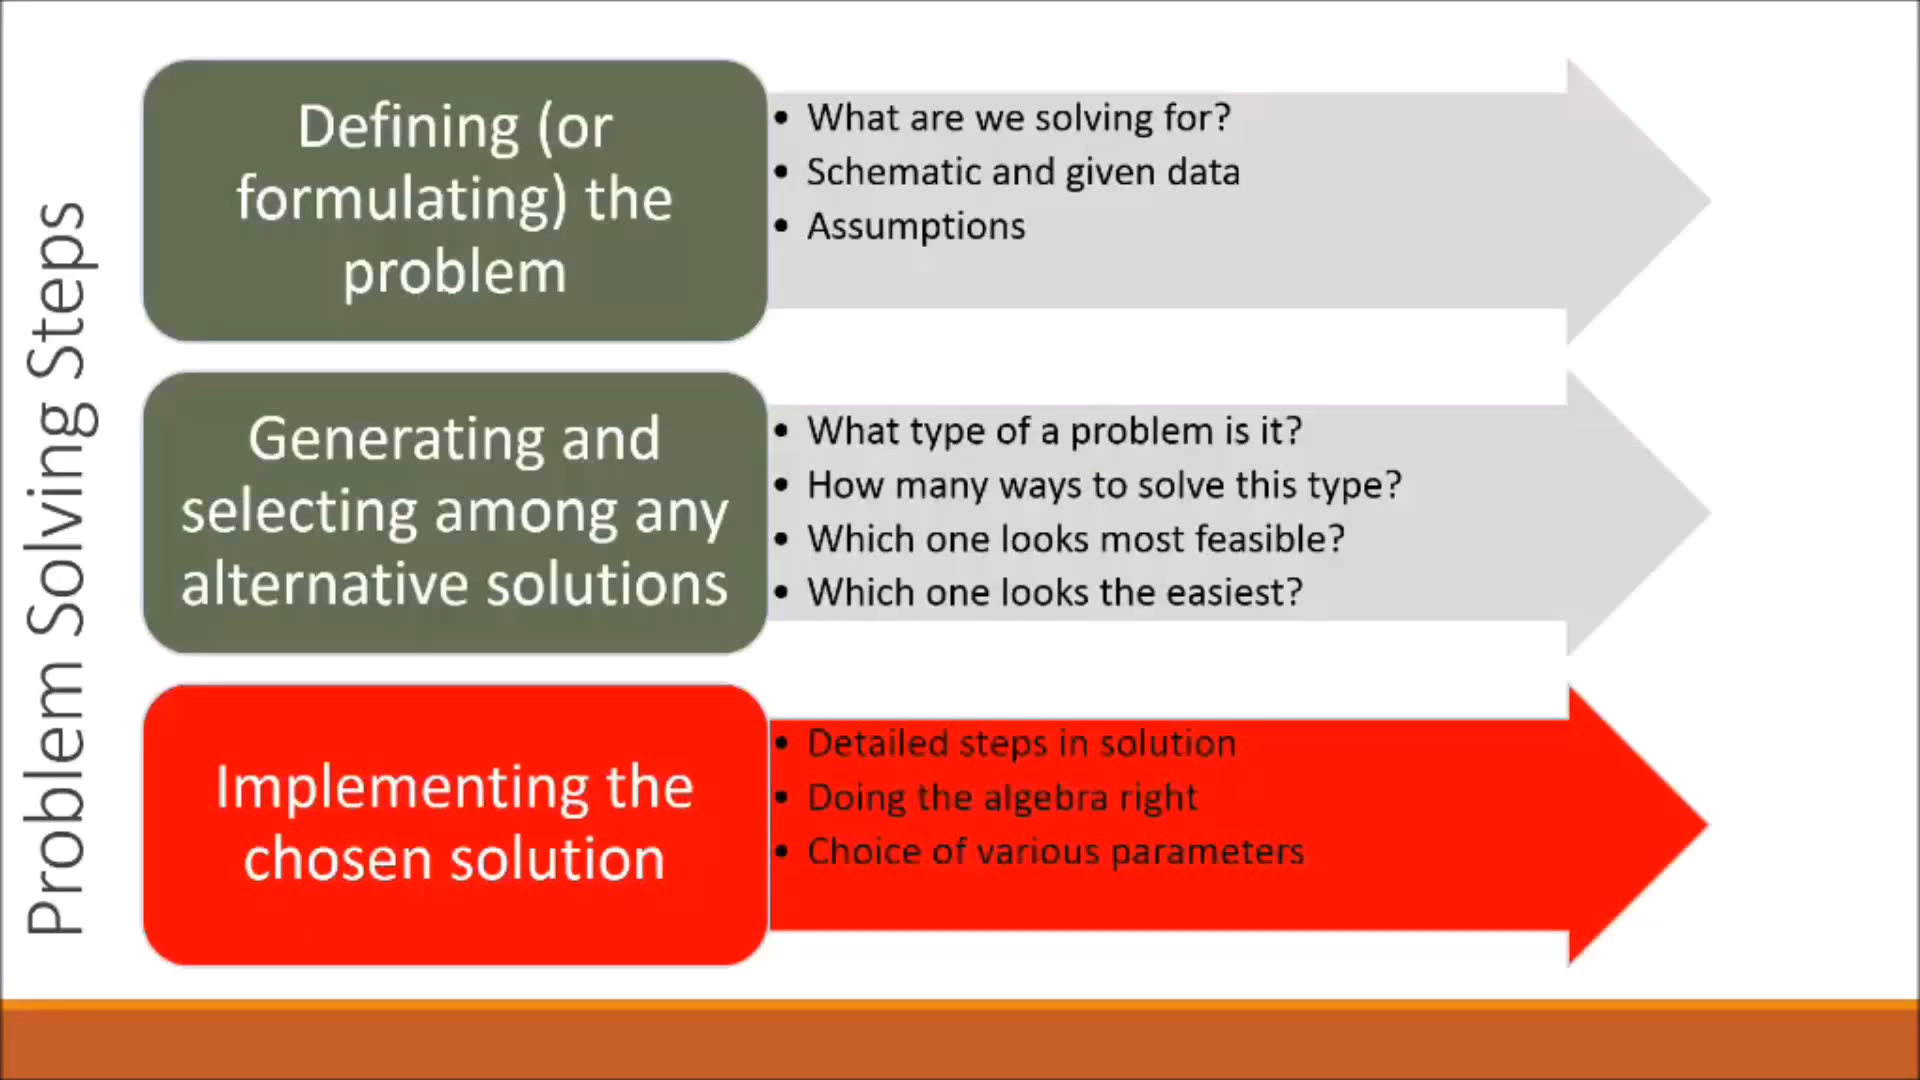 Problem Solving Steps
Defining (or
formulating) the
problem
• What are we solving for?
• Schematic and given data
• Assumptions
Generating and
selecting among any
alternative solutions
• What type of a problem is it?
• How many ways to solve this type?
• Which one looks most feasible?
• Which one looks the easiest?
Implementing the
chosen solution
• Detailed steps in solution
• Doing the algebra right
• Choice of various parameters